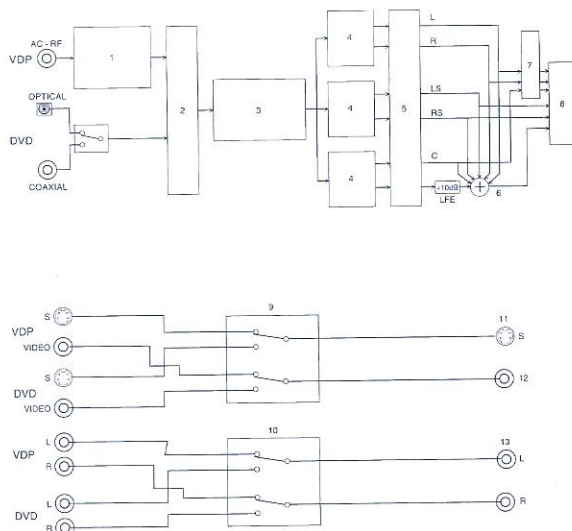 AC-RF
VDP
1
OPTICAL
DVD
COAXIAL
2
3
4
4
4
5
L
R
LS
RS
C
+10dB
LFE
6
7
8
VDP
S
VIDEO
DVD
S
VIDEO
9
11
S
12
VDP
L
R
DVD
L
R
10
13
L
R